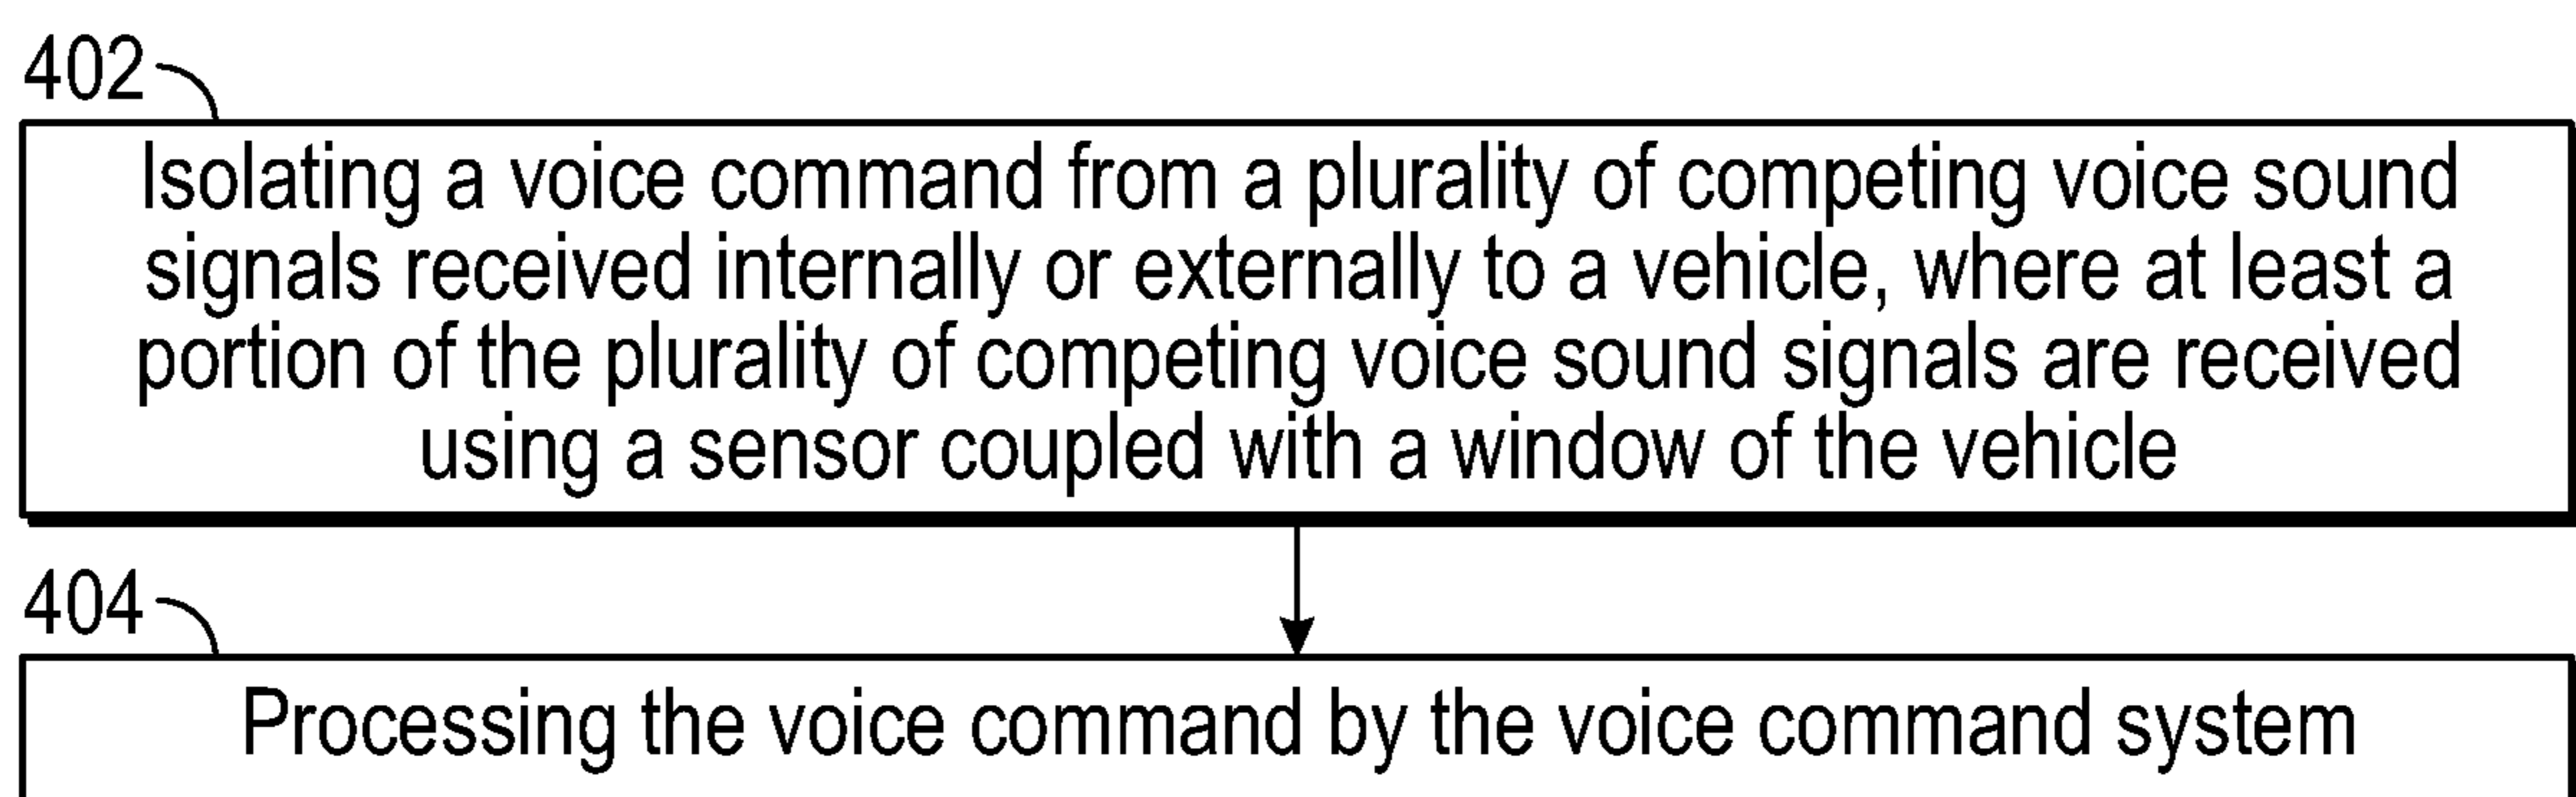 402
Isolating a voice command from a plurality of competing voice sound
signals received internally or externally to a vehicle, where at least a
portion of the plurality of competing voice sound signals are received
using a sensor coupled with a window of the vehicle
404
Processing the voice command by the voice command system